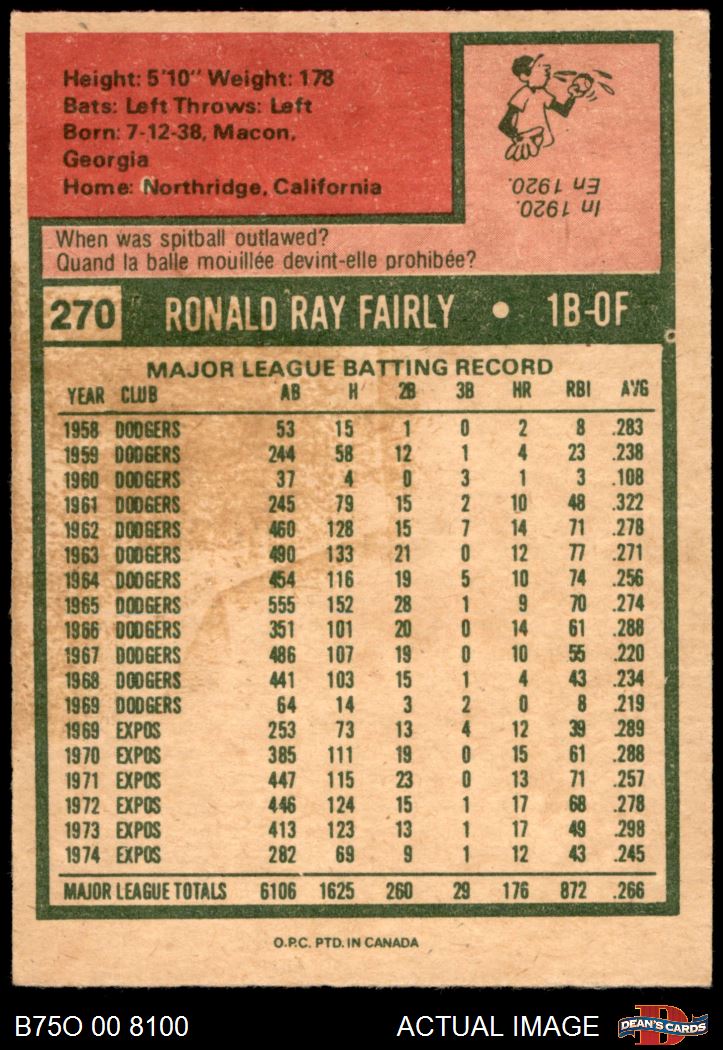 Height: 5'10" Weight: 178
Bats: Left Throws: Left
Born: 7-12-38, Macon,
Georgia
Home: Northridge, California
In 1920.
En 1920.
When was spitball outlawed?
Quand la balle mouillée devint-elle prohibée?
270 RONALD RAY FAIRLY • 1B-OF
MAJOR LEAGUE BATTING RECORD
YEAR CLUB AB H 2B 3B HR RBI AVG
1958 DODGERS 53 15 1 0 2 8 .283
1959 DODGERS 244 58 12 1 4 23 .238
1960 DODGERS 37 4 0 3 1 3 .108
1961 DODGERS 245 79 15 2 10 48 .322
1962 DODGERS 460 128 15 7 14 71 .278
1963 DODGERS 490 133 21 0 12 77 .271
1964 DODGERS 454 116 19 5 10 74 .256
1965 DODGERS 555 152 28 1 9 70 .274
1966 DODGERS 351 101 20 0 14 61 .288
1967 DODGERS 486 107 19 0 10 55 .220
1968 DODGERS 441 103 15 1 4 43 .234
1969 DODGERS 64 14 3 2 0 8 .219
1969 EXPOS 253 73 13 4 12 39 .289
1970 EXPOS 385 111 19 0 15 61 .288
1971 EXPOS 447 115 23 0 13 71 .257
1972 EXPOS 446 124 15 1 17 68 .278
1973 EXPOS 413 123 13 1 17 49 .298
1974 EXPOS 282 69 9 1 12 43 .245
MAJOR LEAGUE TOTALS 6106 1625 260 29 176 872 .266
O.P.C. PTD. IN CANADA
B75O 00 8100 ACTUAL IMAGE DEAN'S CARDS